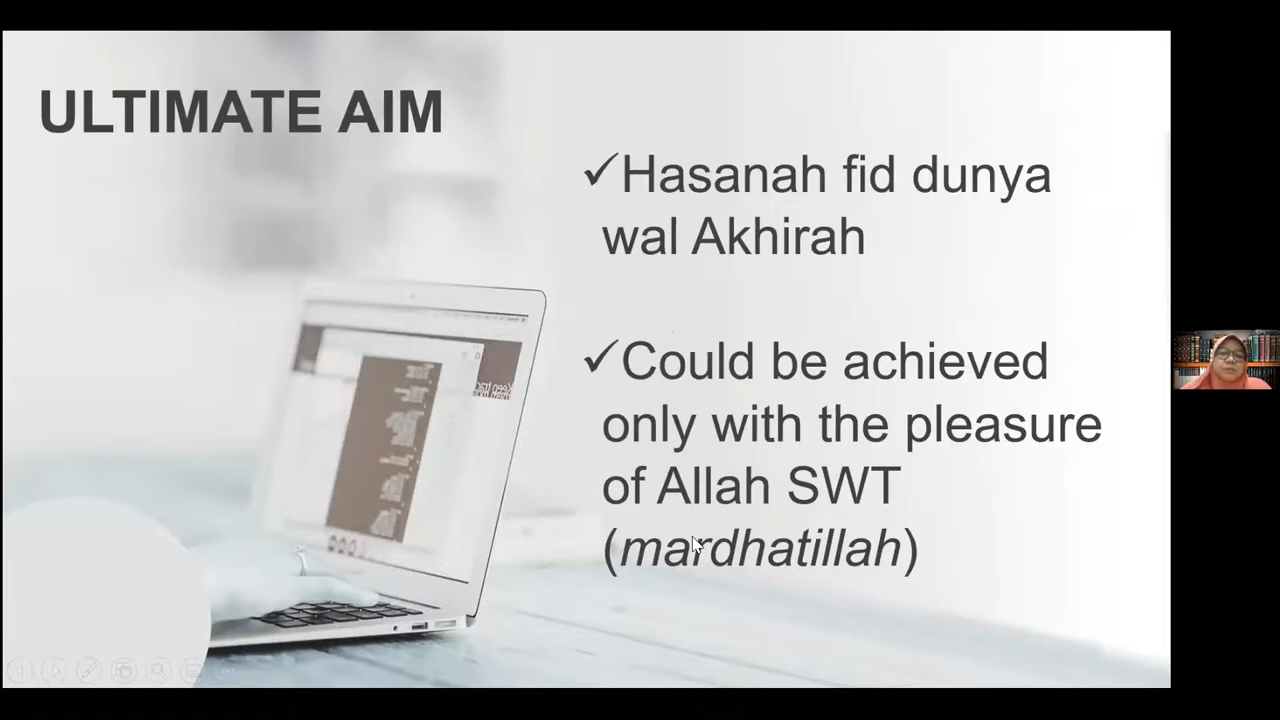 ULTIMATE AIM
✓Hasanah fid dunya
wal Akhirah
✓Could be achieved
only with the pleasure
of Allah SWT
(mardhatillah)